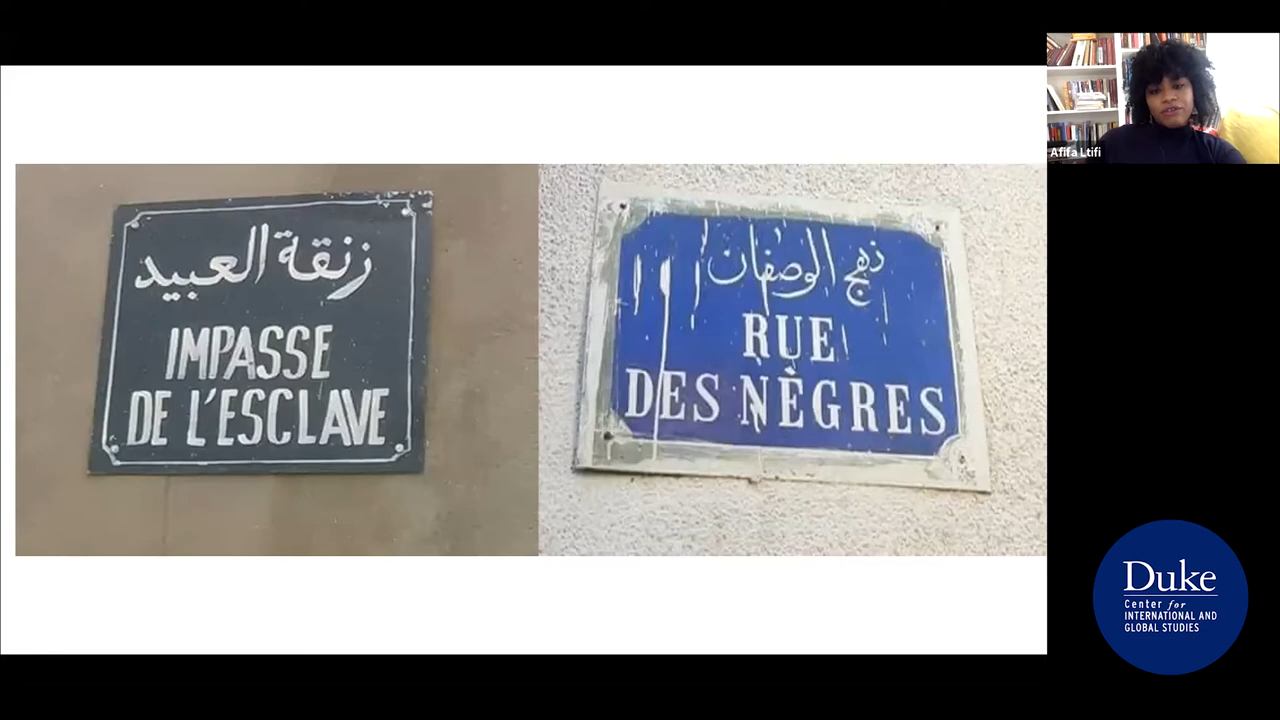 زنقة العبيد
IMPASSE
DE L'ESCLAVE
نهج الوصفان
RUE
DES NÈGRES
Afifa Ltifi
Duke
Center for
INTERNATIONAL AND
GLOBAL STUDIES